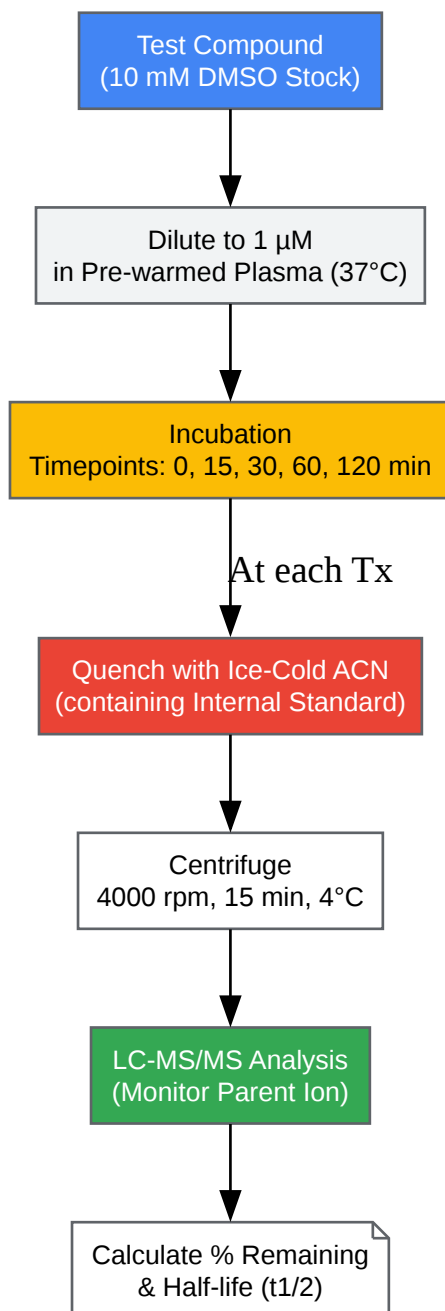 Test Compound
(10 mM DMSO Stock)
Dilute to 1 µM
in Pre-warmed Plasma (37°C)
Incubation
Timepoints: 0, 15, 30, 60, 120 min
At each Tx
Quench with Ice-Cold ACN
(containing Internal Standard)
Centrifuge
4000 rpm, 15 min, 4°C
LC-MS/MS Analysis
(Monitor Parent Ion)
Calculate % Remaining
& Half-life (t1/2)